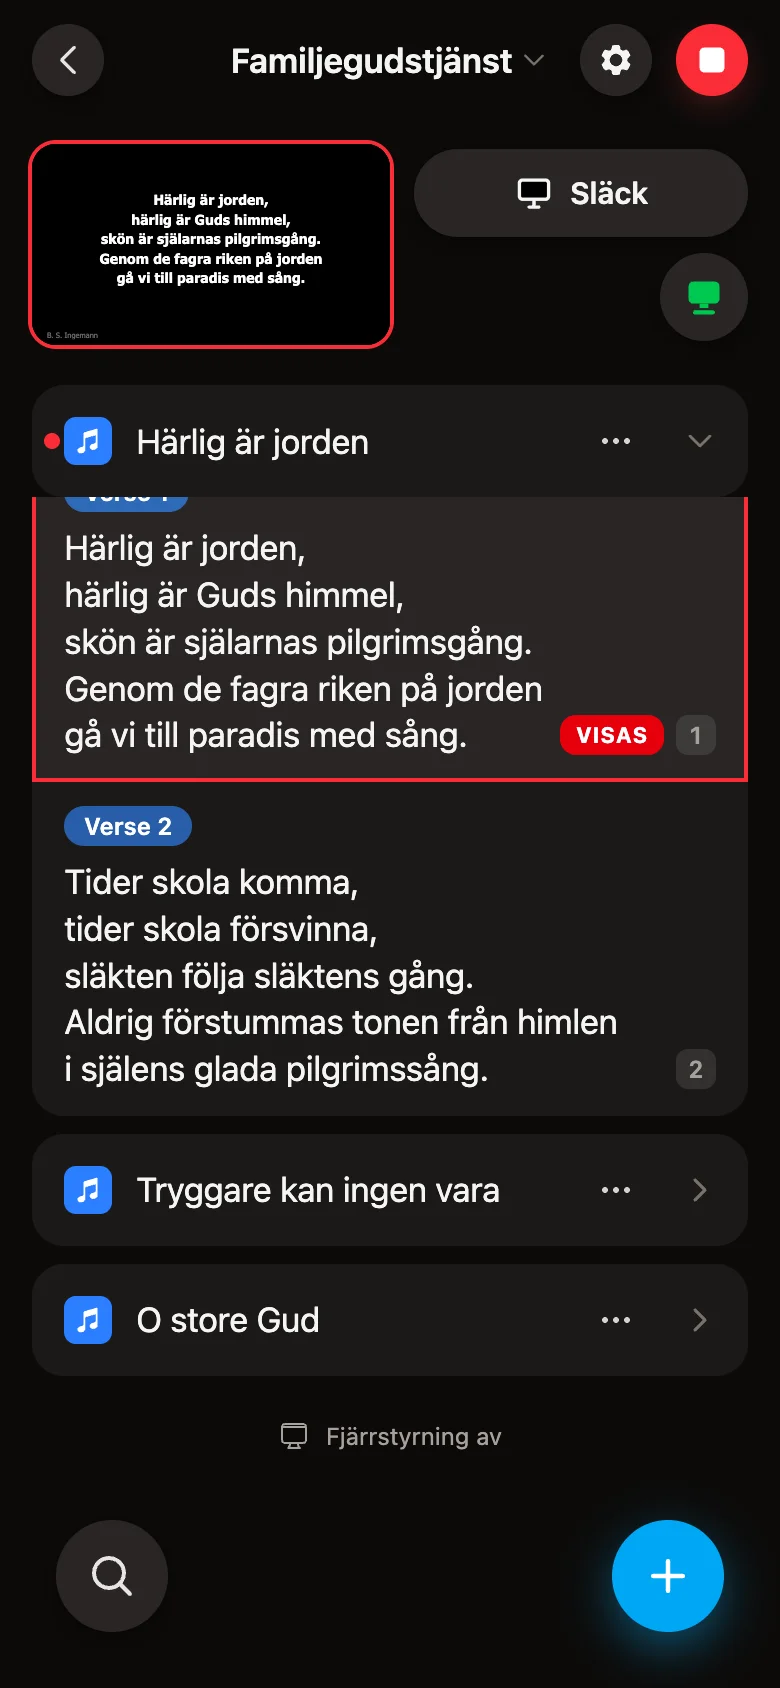 Familjegudstjänst
Härlig är jorden,
härlig är Guds himmel,
skön är själarnas pilgrimsgång.
Genom de fagra riken på jorden
gå vi till paradis med sång.
B. S. Ingemann
Släck
Härlig är jorden
Verse 1
Härlig är jorden,
härlig är Guds himmel,
skön är själarnas pilgrimsgång.
Genom de fagra riken på jorden
gå vi till paradis med sång.
VISAS 1
Verse 2
Tider skola komma,
tider skola försvinna,
släkten följa släktens gång.
Aldrig förstummas tonen från himlen
i själens glada pilgrimssång.
2
Tryggare kan ingen vara
O store Gud
Fjärrstyrning av